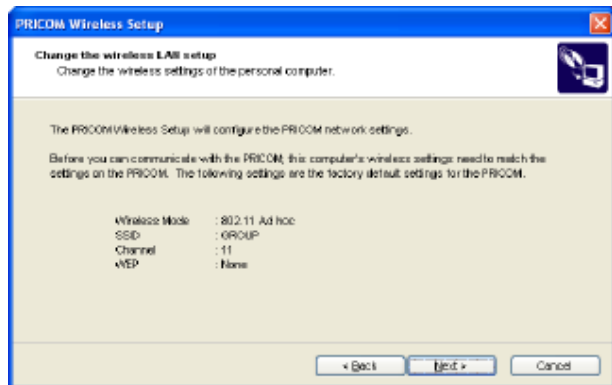 PRICOM Wireless Setup
Change the wireless LAN setup
Change the wireless settings of the personal computer.
The PRICOM Wireless Setup will configure the PRICOM network settings.
Before you can communicate with the PRICOM, this computer's wireless settings need to match the
settings on the PRICOM. The following settings are the factory default settings for the PRICOM.
Wireless Mode : 802.11 Ad hoc
SSID : GROUP
Channel : 11
WEP : None
< Back Next > Cancel